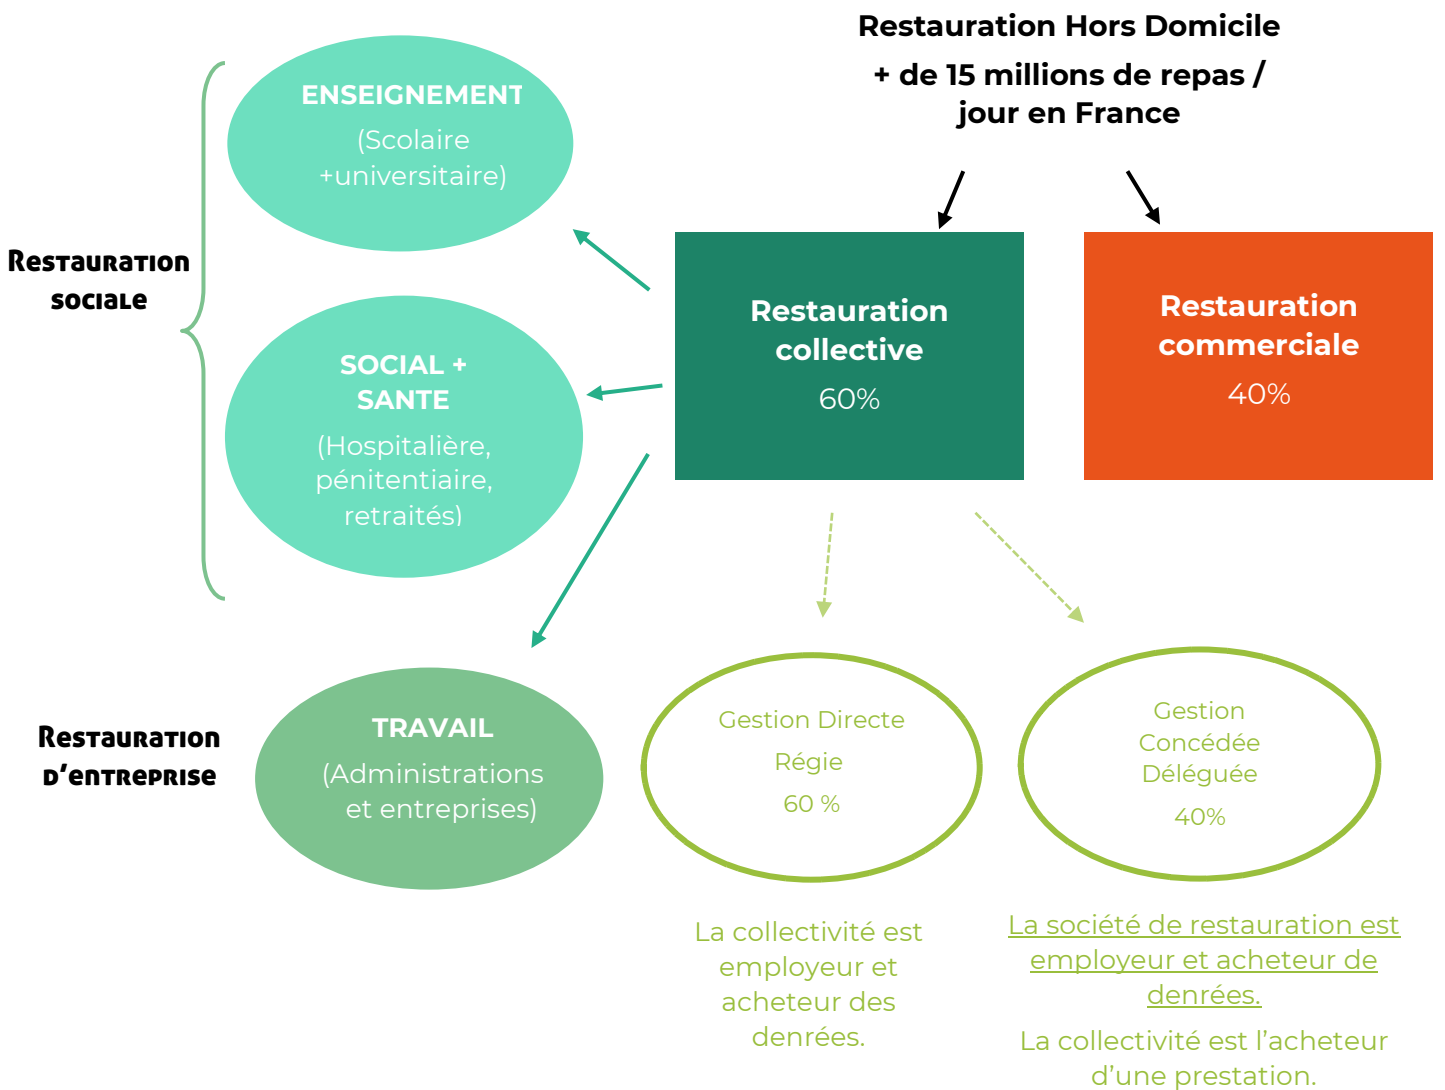 Restauration Hors Domicile
+ de 15 millions de repas /
jour en France
ENSEIGNEMENT
(Scolaire
+universitaire)
Restauration
sociale
SOCIAL +
SANTE
(Hospitalière,
pénitentiaire,
retraités)
Restauration
collective
60%
Restauration
commerciale
40%
Restauration
d'entreprise
TRAVAIL
(Administrations
et entreprises)
Gestion Directe
Régie
60 %
Gestion
Concédée
Déléguée
40%
La collectivité est
employeur et
acheteur des
denrées.
La société de restauration est
employeur et acheteur de
denrées.
La collectivité est l’acheteur
d’une prestation.